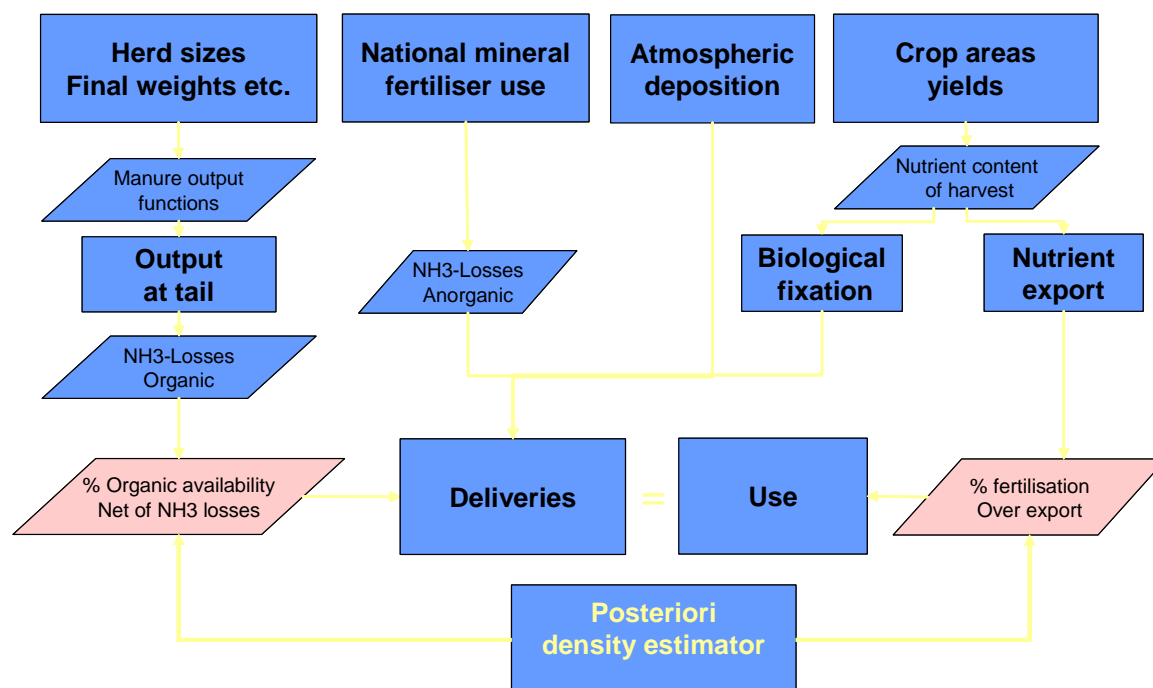 Herd sizes
Final weights etc.
National mineral
fertiliser use
Atmospheric
deposition
Crop areas
yields
Manure output
functions
Nutrient content
of harvest
Output
at tail
NH3-Losses
Anorganic
Biological
fixation
Nutrient
export
NH3-Losses
Organic
% Organic availability
Net of NH3 losses
Deliveries
=
Use
% fertilisation
Over export
Posteriori
density estimator